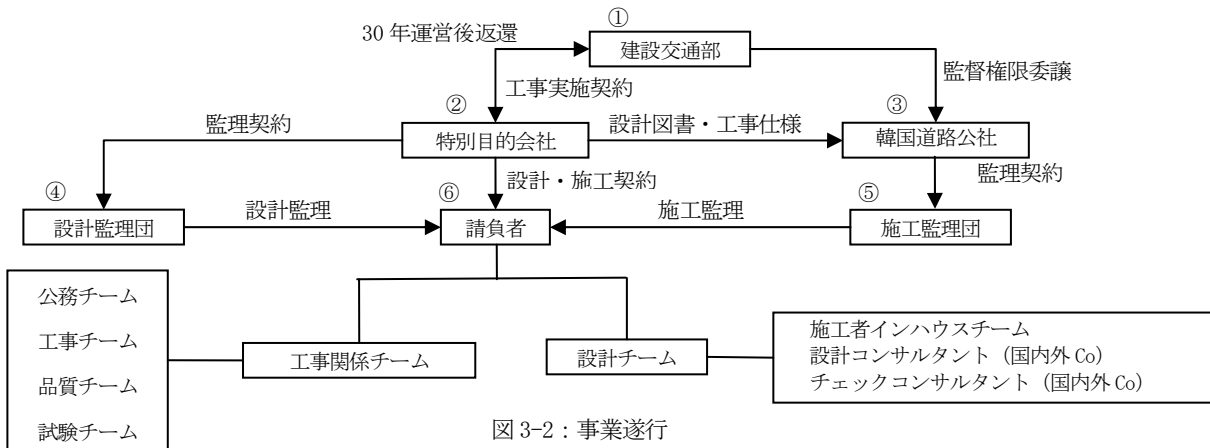 ①
30 年運営後返還
建設交通部
監督権限委譲
工事実施契約
②
③
監理契約
特別目的会社
設計図書・工事仕様
韓国道路公社
設計・施工契約
監理契約
④
⑥
⑤
設計監理団
設計監理
請負者
施工監理
施工監理団
公務チーム
工事チーム
品質チーム
試験チーム
工事関係チーム
設計チーム
施工者インハウスチーム
設計コンサルタント（国内外 Co）
チェックコンサルタント（国内外 Co）
図 3-2：事業遂行